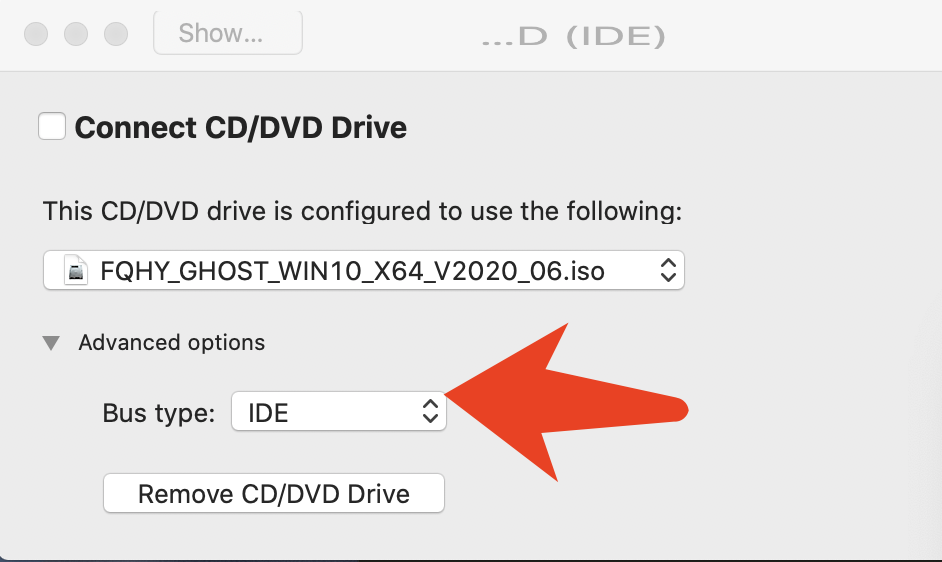 Show...
...D (IDE)
Connect CD/DVD Drive
This CD/DVD drive is configured to use the following:
FQHY_GHOST_WIN10_X64_V2020_06.iso
Advanced options
Bus type: IDE
Remove CD/DVD Drive